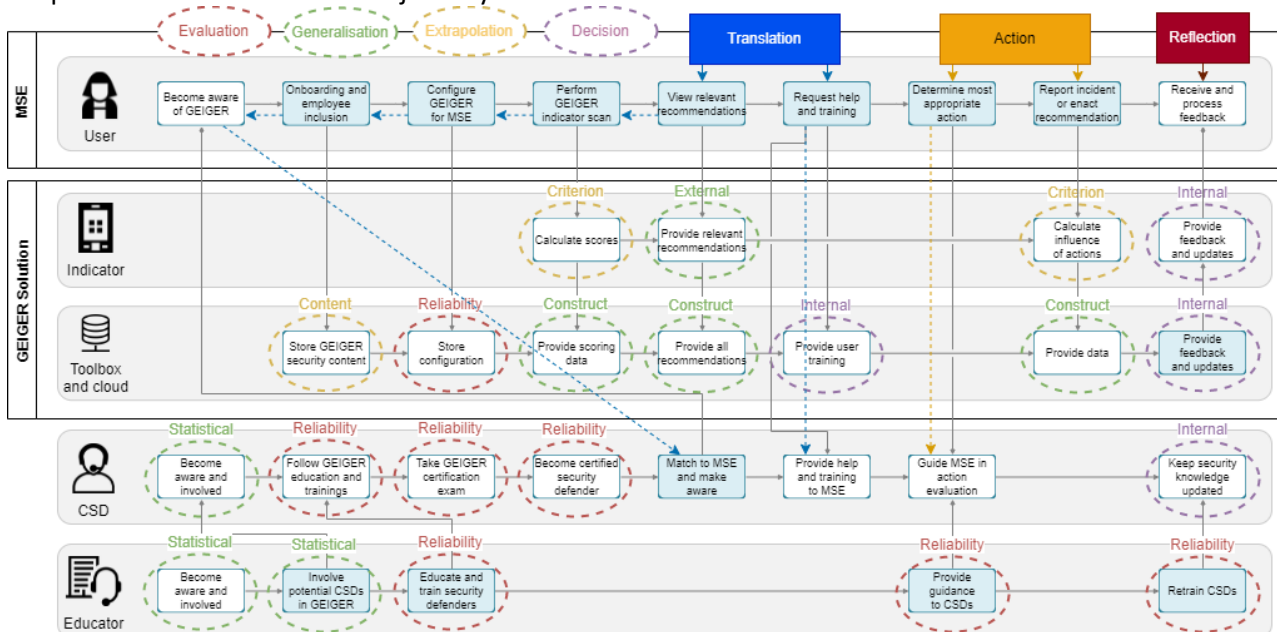 Evaluation
Generalisation
Extrapolation
Decision
Translation
Action
Reflection
MSE
User
Become aware
of GEIGER
Onboarding and
employee
inclusion
Configure
GEIGER
for MSE
Perform
GEIGER
indicator scan
View relevant
recommendations
Request help
and training
Determine most
appropriate
action
Report incident
or enact
recommendation
Receive and
process
feedback
GEIGER Solution
Indicator
Criterion
Calculate scores
External
Provide relevant
recommendations
Criterion
Calculate
influence
of actions
Internal
Provide
feedback
and updates
Toolbox
and cloud
Content
Store GEIGER
security content
Reliability
Store
configuration
Construct
Provide scoring
data
Construct
Provide all
recommendations
Internal
Provide user
training
Construct
Provide data
Internal
Provide
feedback
and updates
CSD
Statistical
Become
aware and
involved
Reliability
Follow GEIGER
education and
trainings
Reliability
Take GEIGER
certification
exam
Reliability
Become certified
security
defender
Match to MSE
and make
aware
Provide help
and training
to MSE
Guide MSE in
action
evaluation
Internal
Keep security
knowledge
updated
Educator
Statistical
Become
aware and
involved
Statistical
Involve
potential CSDs
in GEIGER
Reliability
Educate and
train security
defenders
Reliability
Provide
guidance
to CSDs
Reliability
Retrain CSDs